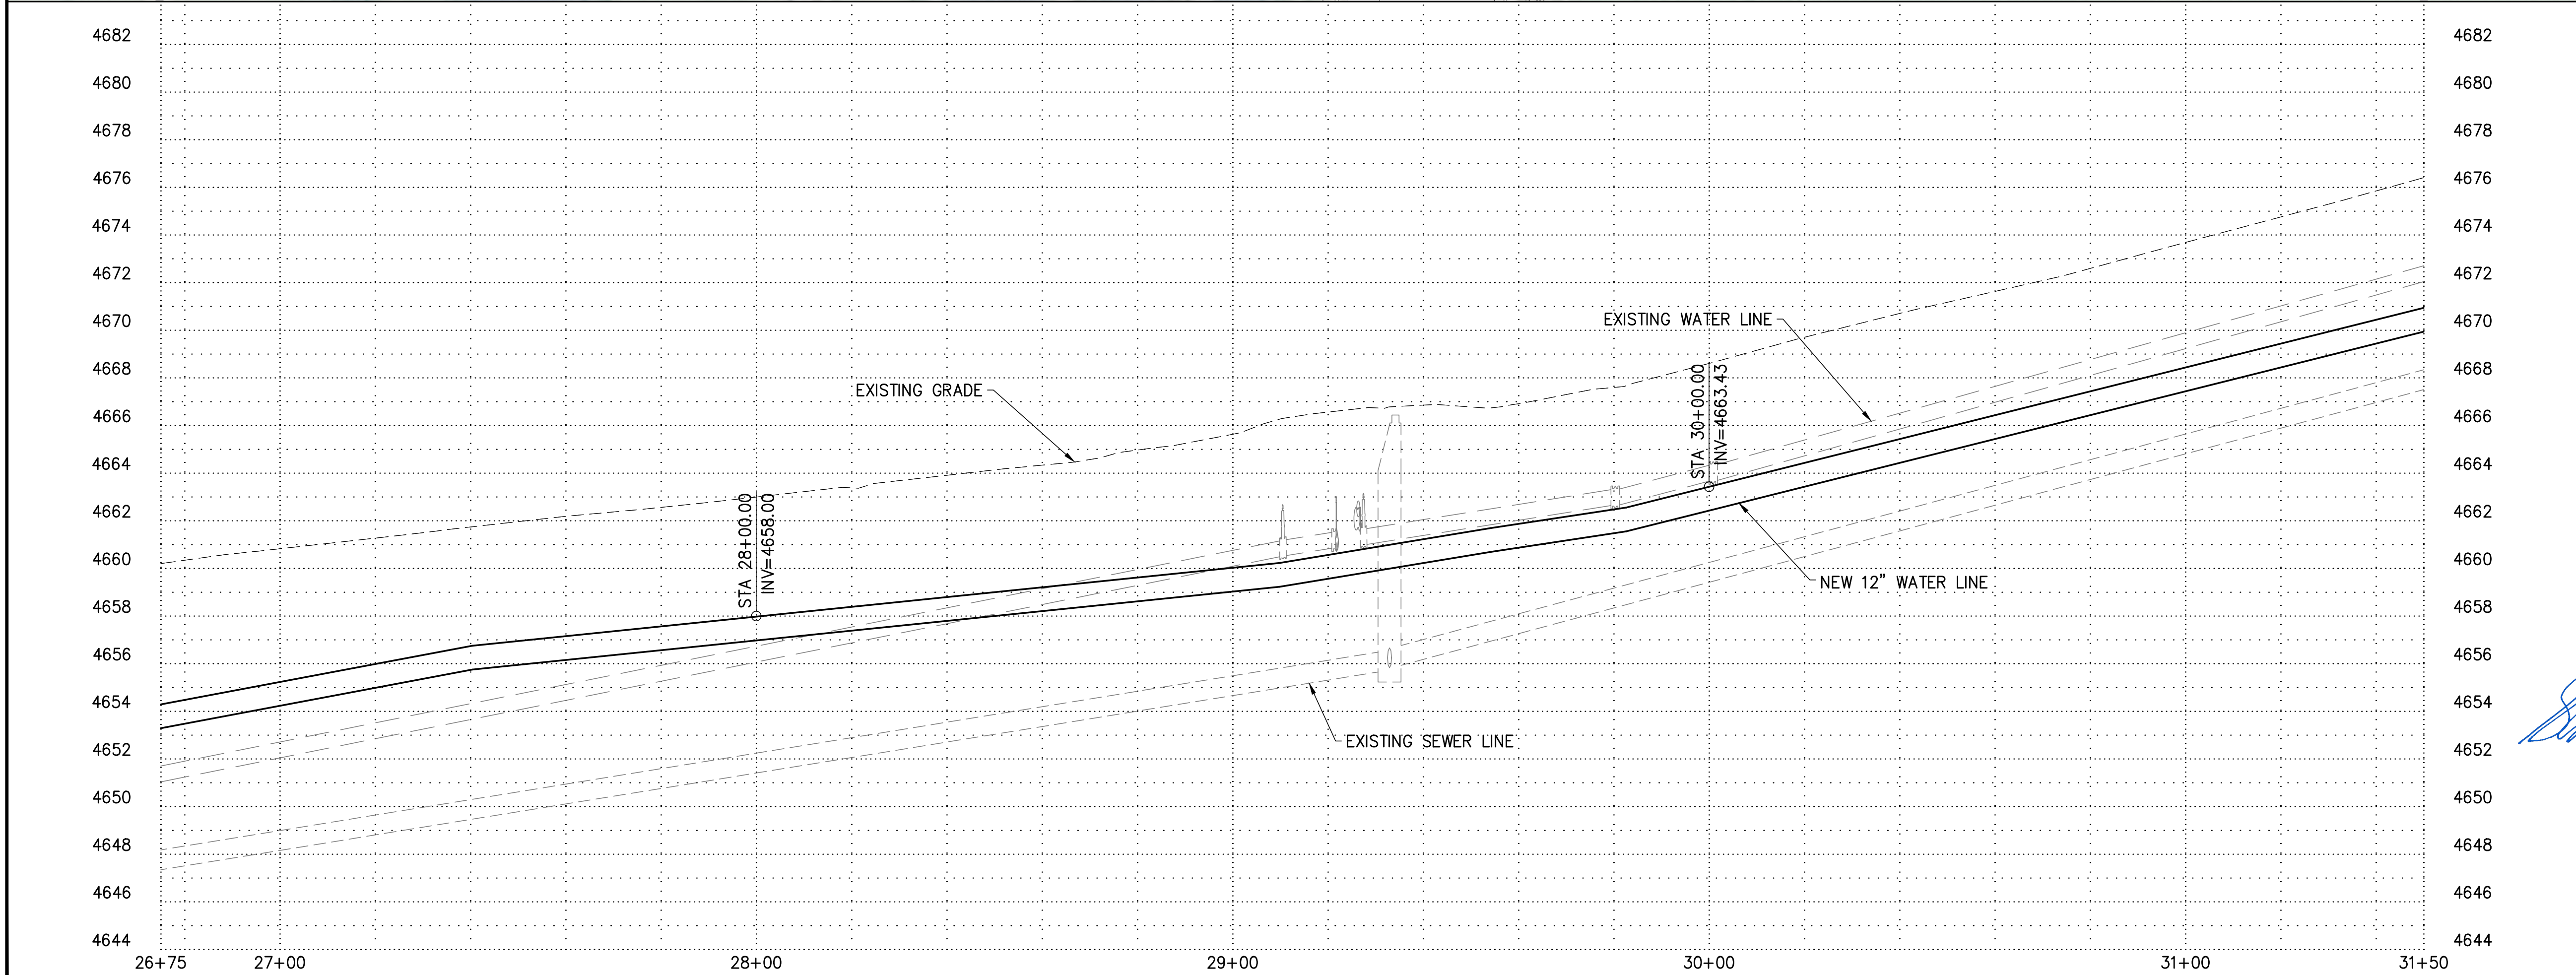 4682 4682
4680 4680
4678 4678
4676 4676
4674 4674
4672 4672
4670 4670
EXISTING WATER LINE
4668 4668
EXISTING GRADE
STA 30+00.00
INV=4663.43
4666 4666
4664 4664
STA 28+00.00
INV=4658.00
4662 4662
4660 4660
NEW 12" WATER LINE
4658 4658
4656 4656
4654 4654
EXISTING SEWER LINE
4652 4652
4650 4650
4648 4648
4646 4646
4644 4644
26+75 27+00 28+00 29+00 30+00 31+00 31+50